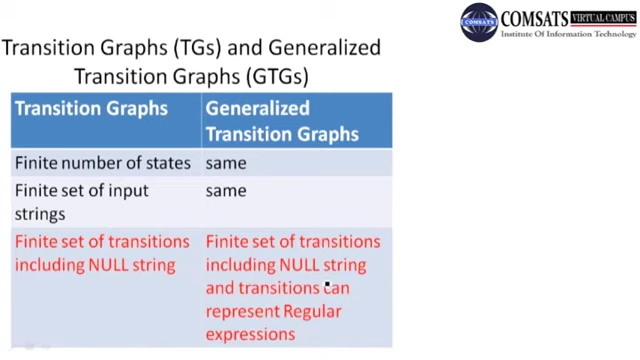 COMSATS VIRTUAL CAMPUS
Institute Of Information Technology
Transition Graphs (TGs) and Generalized
Transition Graphs (GTGs)
Transition Graphs
Generalized
Transition Graphs
Finite number of states
same
Finite set of input
strings
same
Finite set of transitions
including NULL string
Finite set of transitions
including NULL string
and transitions can
represent Regular
expressions